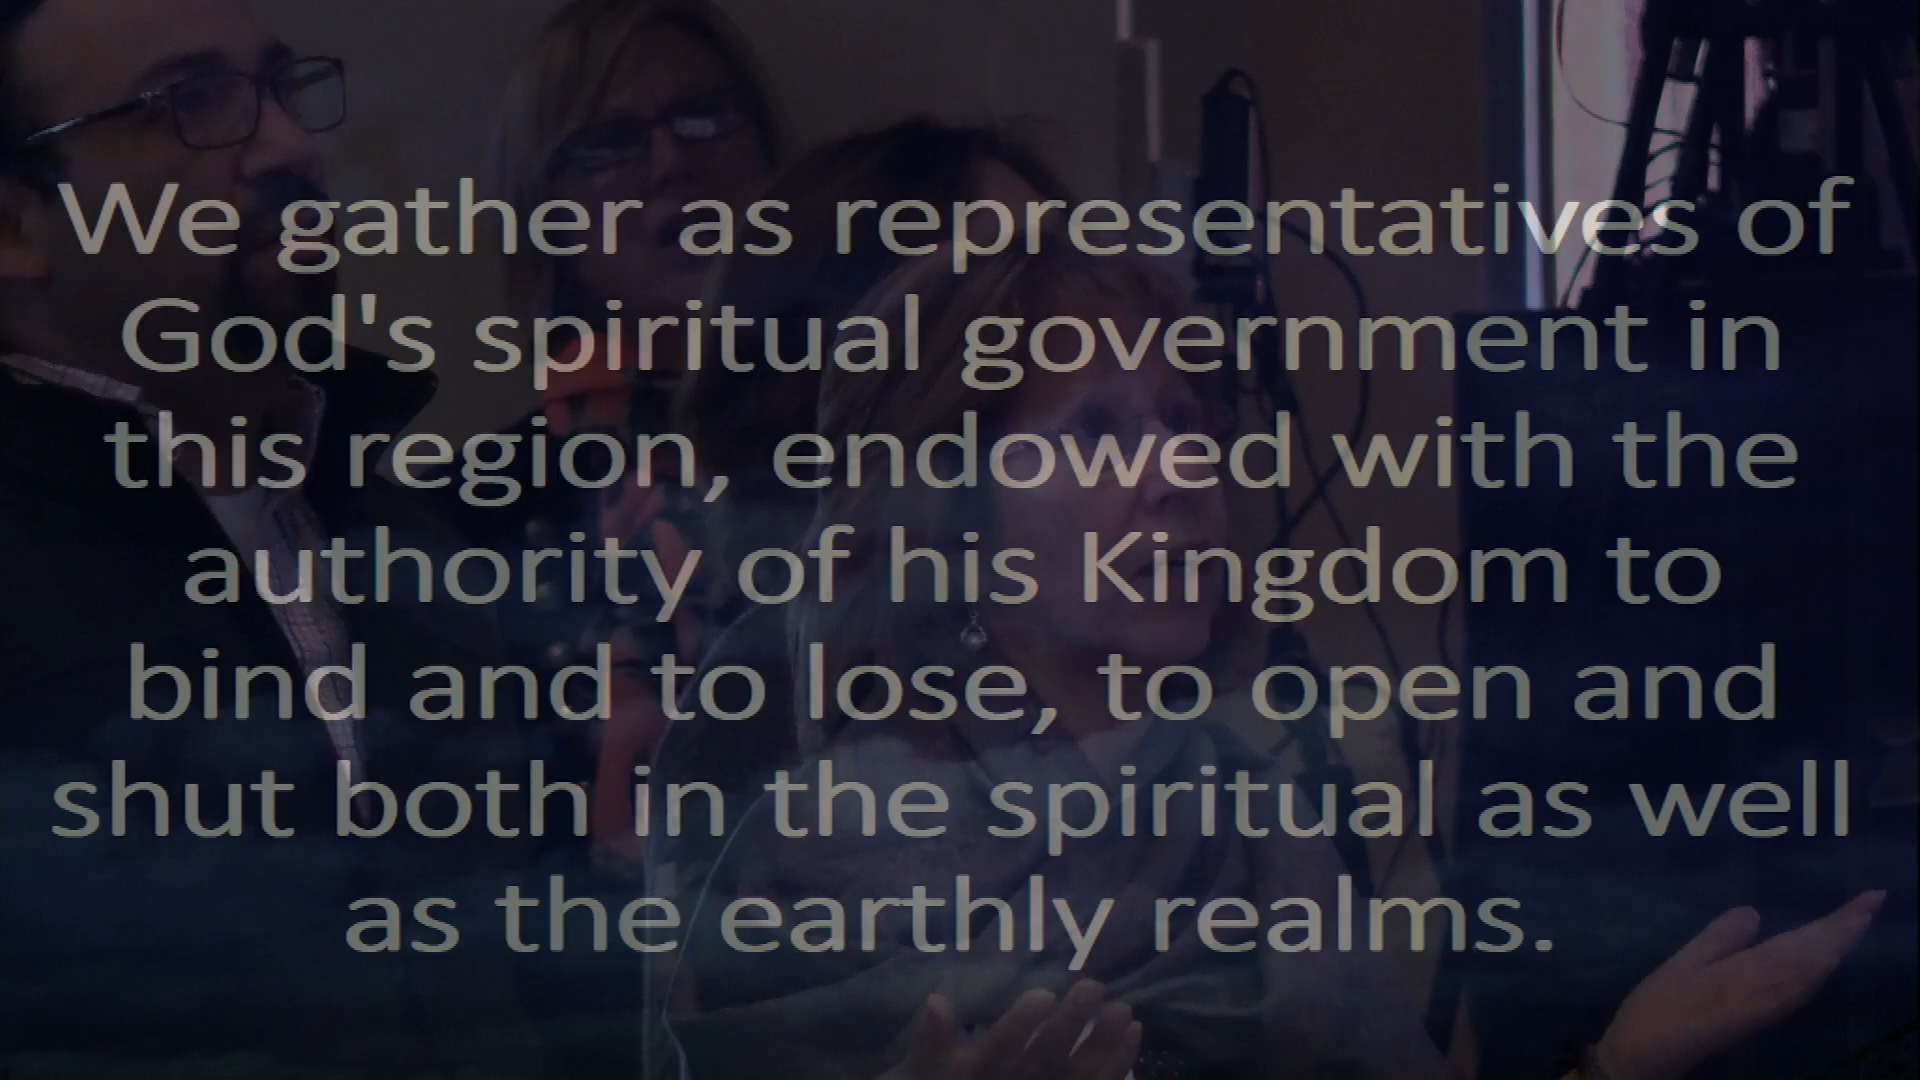 We gather as representatives of
God's spiritual government in
this region, endowed with the
authority of his Kingdom to
bind and to lose, to open and
shut both in the spiritual as well
as the earthly realms.